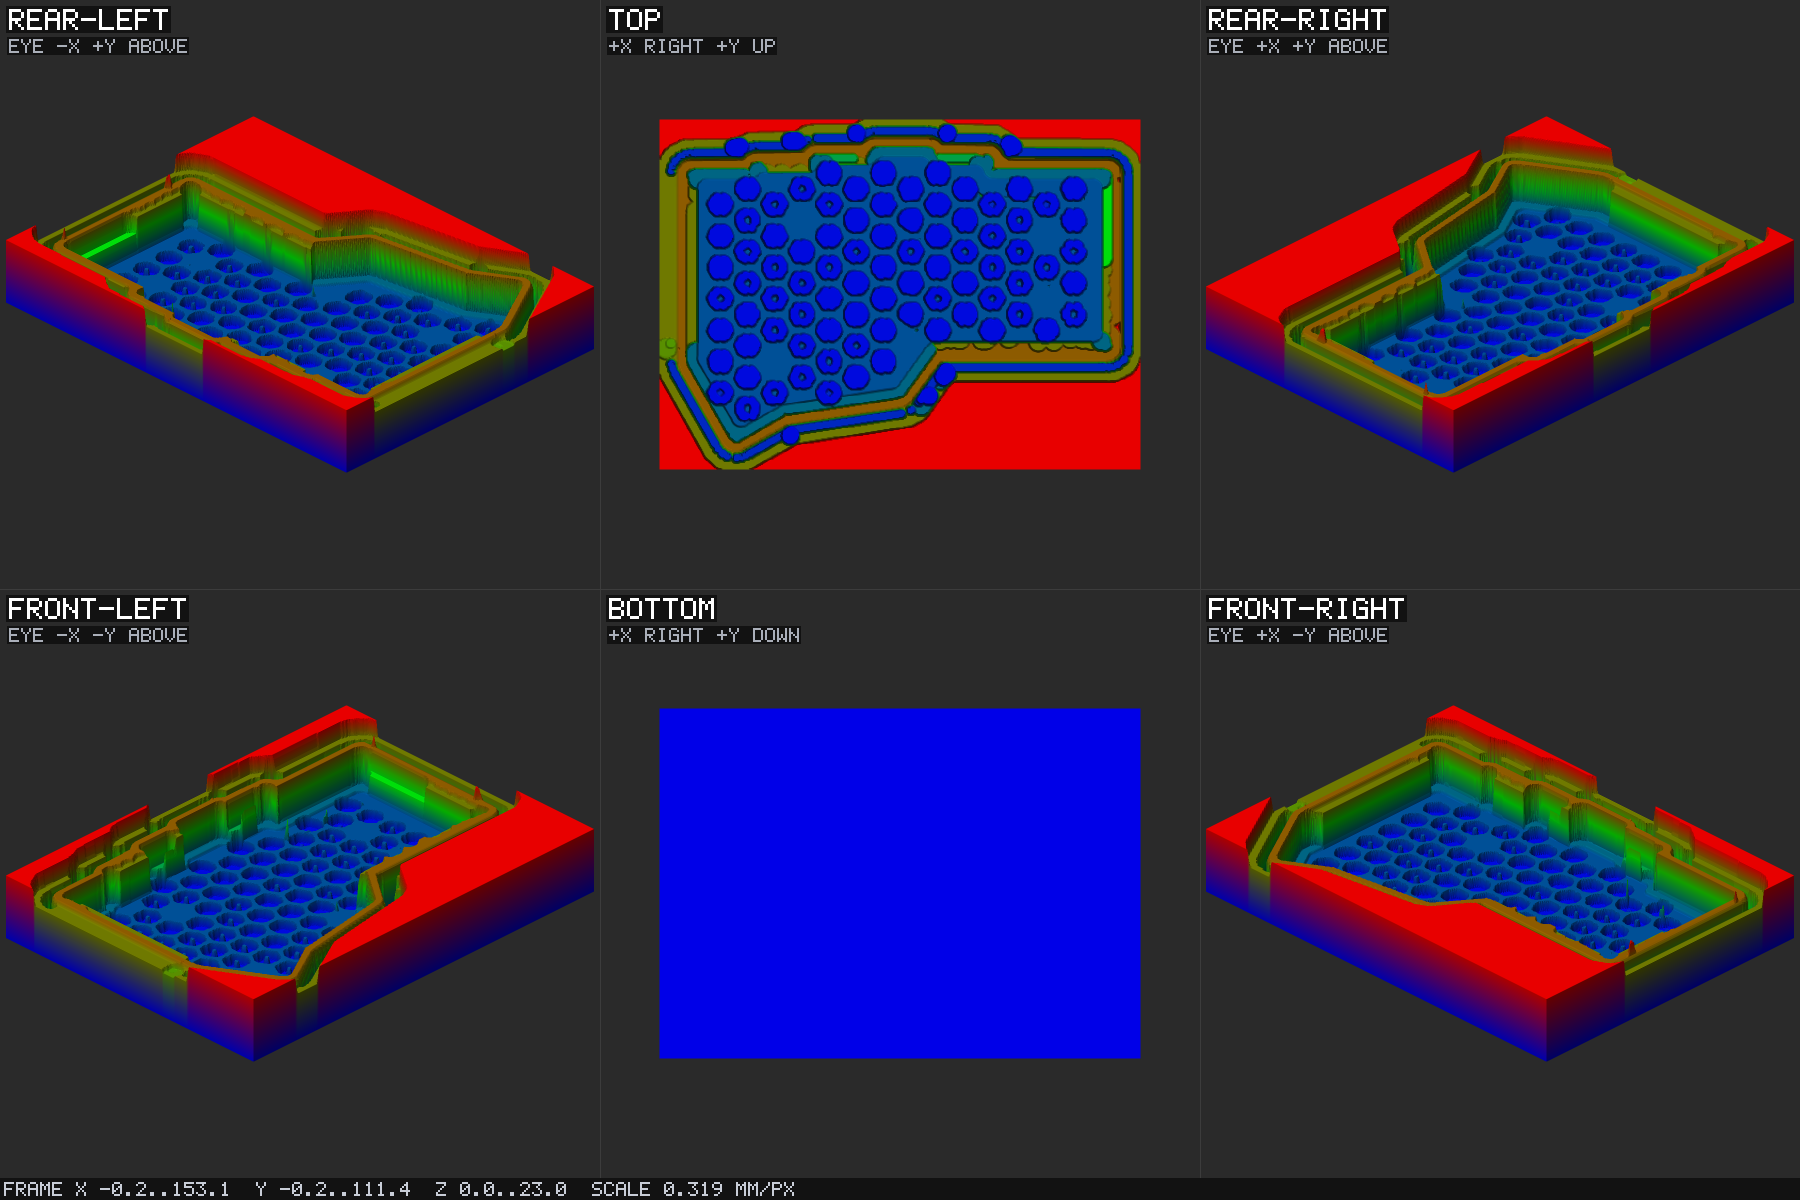 REAR-LEFT
EYE -X +Y ABOVE
TOP
+X RIGHT +Y UP
REAR-RIGHT
EYE +X +Y ABOVE
FRONT-LEFT
EYE -X -Y ABOVE
BOTTOM
+X RIGHT +Y DOWN
FRONT-RIGHT
EYE +X -Y ABOVE
FRAME X -0.2..153.1 Y -0.2..111.4 Z 0.0..23.0 SCALE 0.319 MM/PX